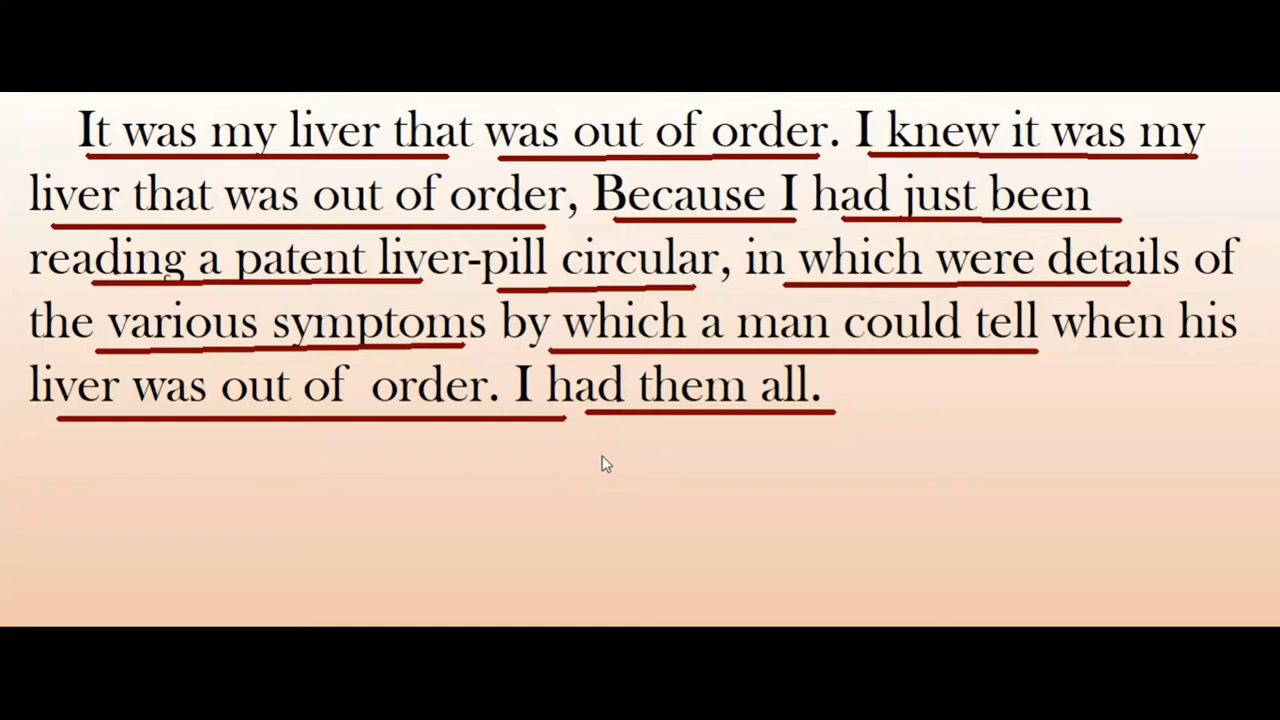 It was my liver that was out of order. I knew it was my
liver that was out of order, Because I had just been
reading a patent liver-pill circular, in which were details of
the various symptoms by which a man could tell when his
liver was out of  order. I had them all.